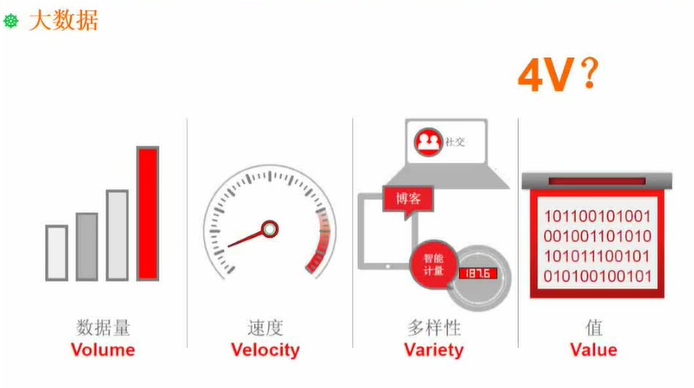 大数据
4V？
社交
博客
智能
计量
187.6
101100101001
001001101010
101011100101
010100100101
数据量
Volume
速度
Velocity
多样性
Variety
值
Value